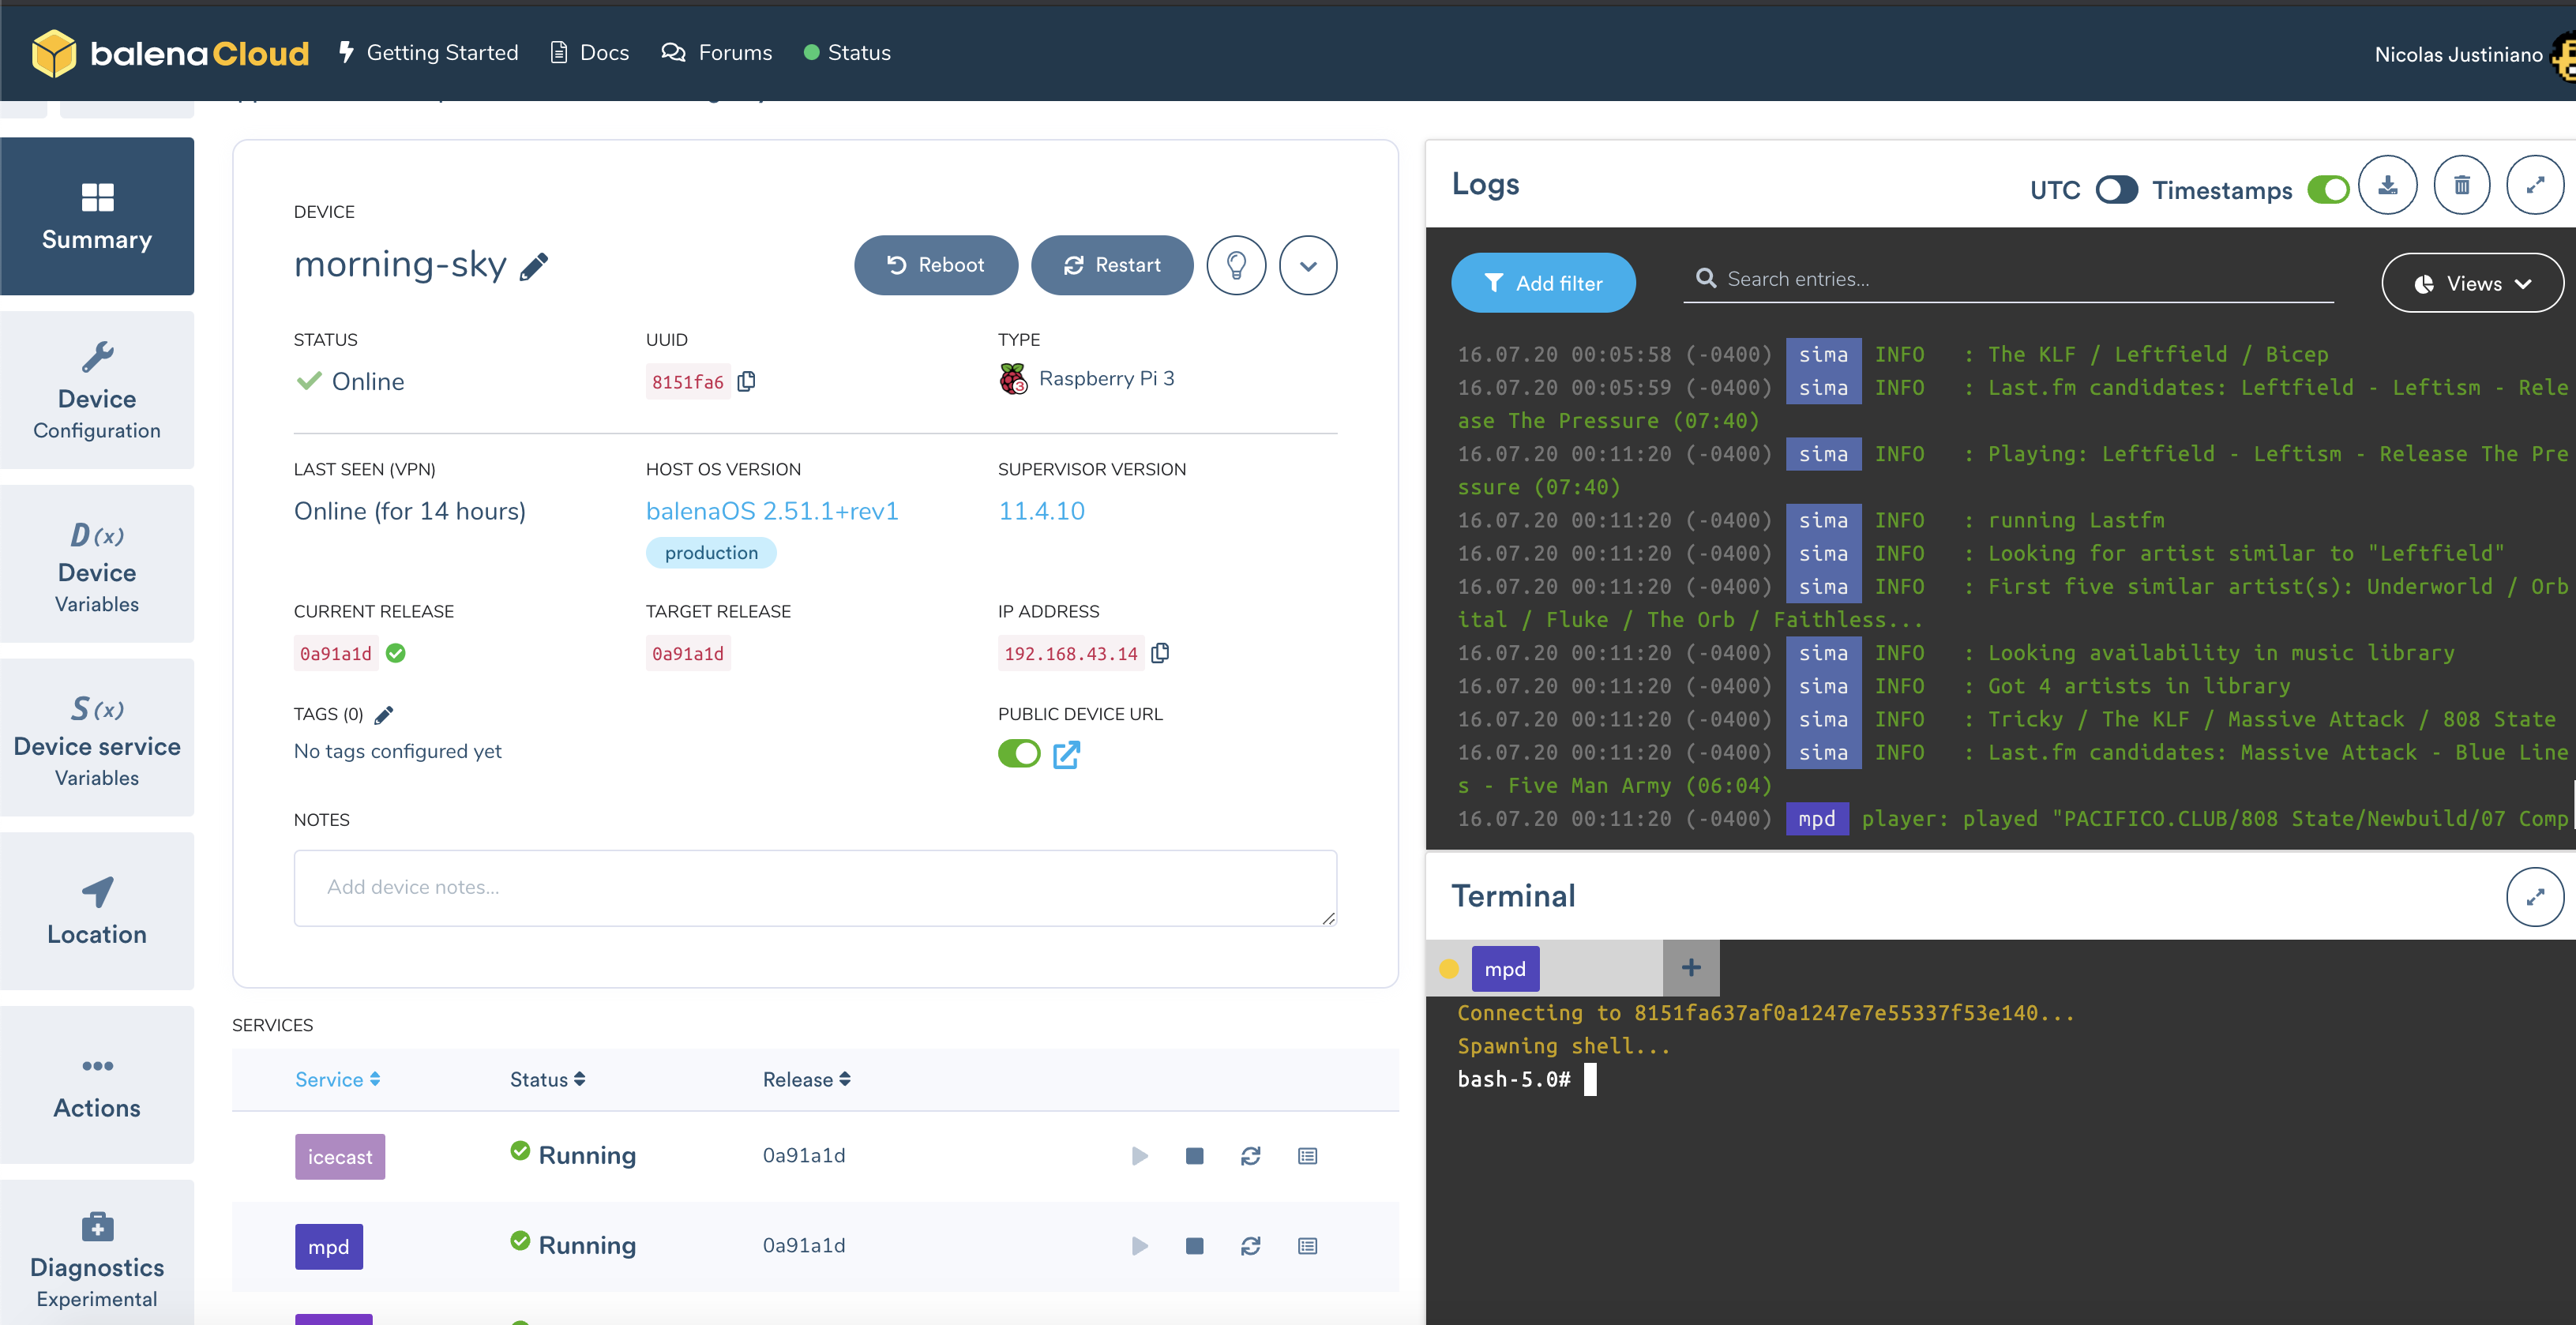 balenaCloud
Getting Started
Docs
Forums
Status
Nicolas Justiniano
Summary
Device
Configuration
D(x)
Device
Variables
S(x)
Device service
Variables
Location
Actions
Diagnostics
Experimental
DEVICE
morning-sky
Reboot
Restart
STATUS
UUID
TYPE
Online
8151fa6
Raspberry Pi 3
LAST SEEN (VPN)
HOST OS VERSION
SUPERVISOR VERSION
Online (for 14 hours)
balenaOS 2.51.1+rev1
11.4.10
production
CURRENT RELEASE
TARGET RELEASE
IP ADDRESS
0a91a1d
0a91a1d
192.168.43.14
TAGS (0)
PUBLIC DEVICE URL
No tags configured yet
NOTES
Add device notes...
SERVICES
Service
Status
Release
icecast
Running
0a91a1d
mpd
Running
0a91a1d
Logs
UTC
Timestamps
Add filter
Search entries...
Views
16.07.20 00:05:58 (-0400) sima INFO : The KLF / Leftfield / Bicep
16.07.20 00:05:59 (-0400) sima INFO : Last.fm candidates: Leftfield - Leftism - Rele
ase The Pressure (07:40)
16.07.20 00:11:20 (-0400) sima INFO : Playing: Leftfield - Leftism - Release The Pre
ssure (07:40)
16.07.20 00:11:20 (-0400) sima INFO : running Lastfm
16.07.20 00:11:20 (-0400) sima INFO : Looking for artist similar to "Leftfield"
16.07.20 00:11:20 (-0400) sima INFO : First five similar artist(s): Underworld / Orb
ital / Fluke / The Orb / Faithless...
16.07.20 00:11:20 (-0400) sima INFO : Looking availability in music library
16.07.20 00:11:20 (-0400) sima INFO : Got 4 artists in library
16.07.20 00:11:20 (-0400) sima INFO : Tricky / The KLF / Massive Attack / 808 State
16.07.20 00:11:20 (-0400) sima INFO : Last.fm candidates: Massive Attack - Blue Line
s - Five Man Army (06:04)
16.07.20 00:11:20 (-0400) mpd player: played "PACIFICO.CLUB/808 State/Newbuild/07 Comp
Terminal
mpd
+
Connecting to 8151fa637af0a1247e7e55337f53e140...
Spawning shell...
bash-5.0#